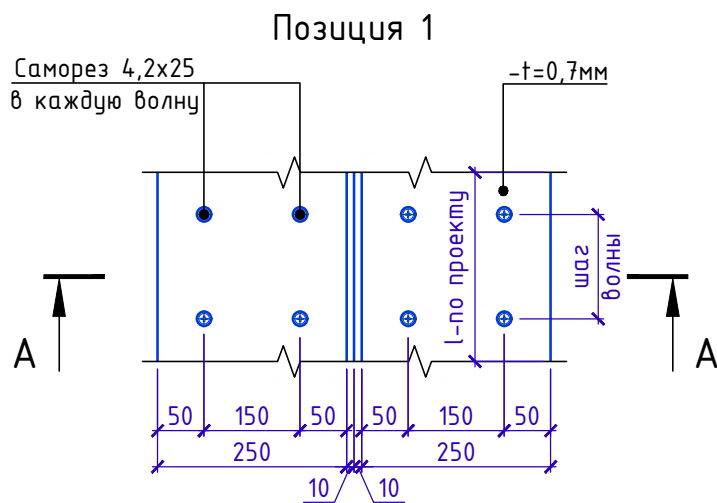 Позиция 1
Саморез 4,2х25
в каждую волну
-t=0,7мм
l-по проекту
шаг
волны
А
А
50
150
50
50
150
50
250
250
10
10